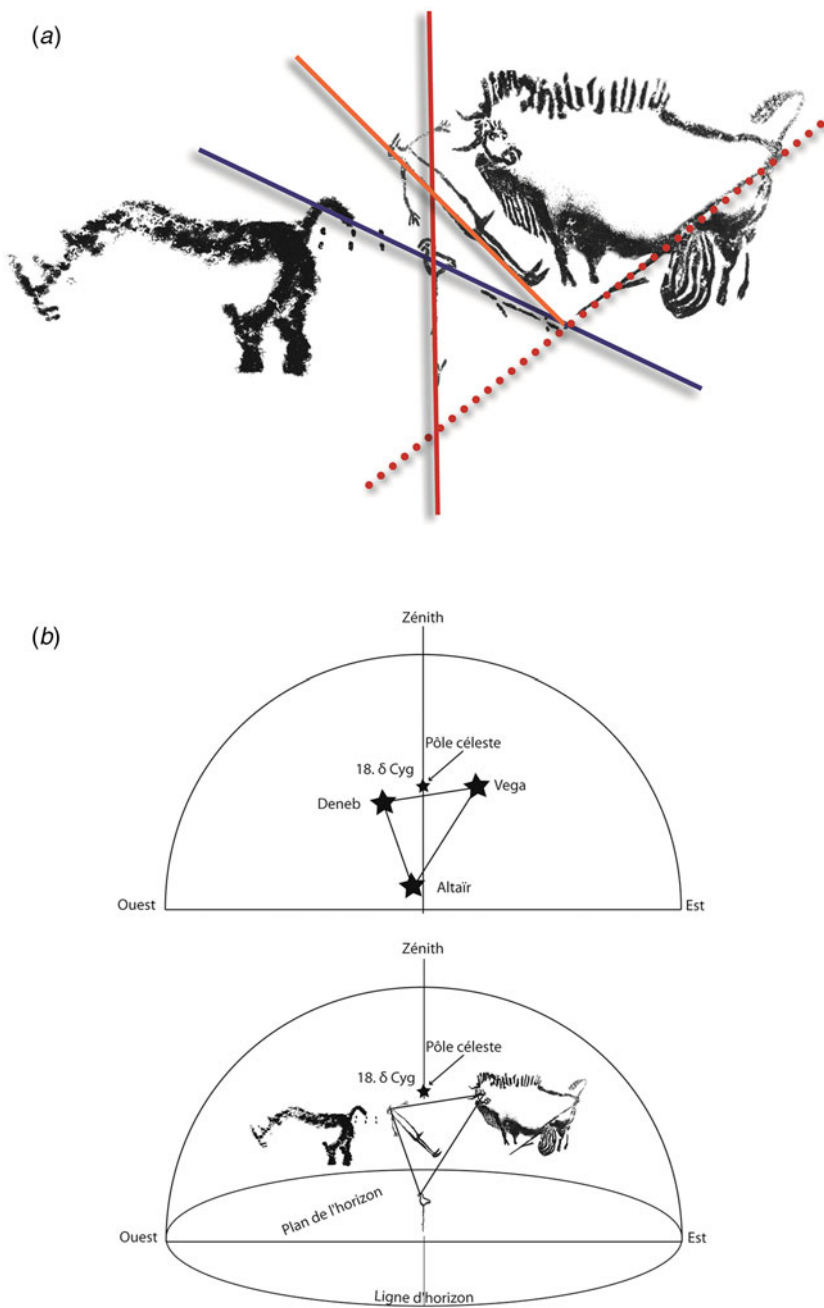 (a)
(b)
Zénith
Pôle céleste
18. δ Cyg
Deneb
Vega
Altaïr
Ouest
Est
Zénith
Pôle céleste
18. δ Cyg
Plan de l'horizon
Ouest
Est
Ligne d'horizon